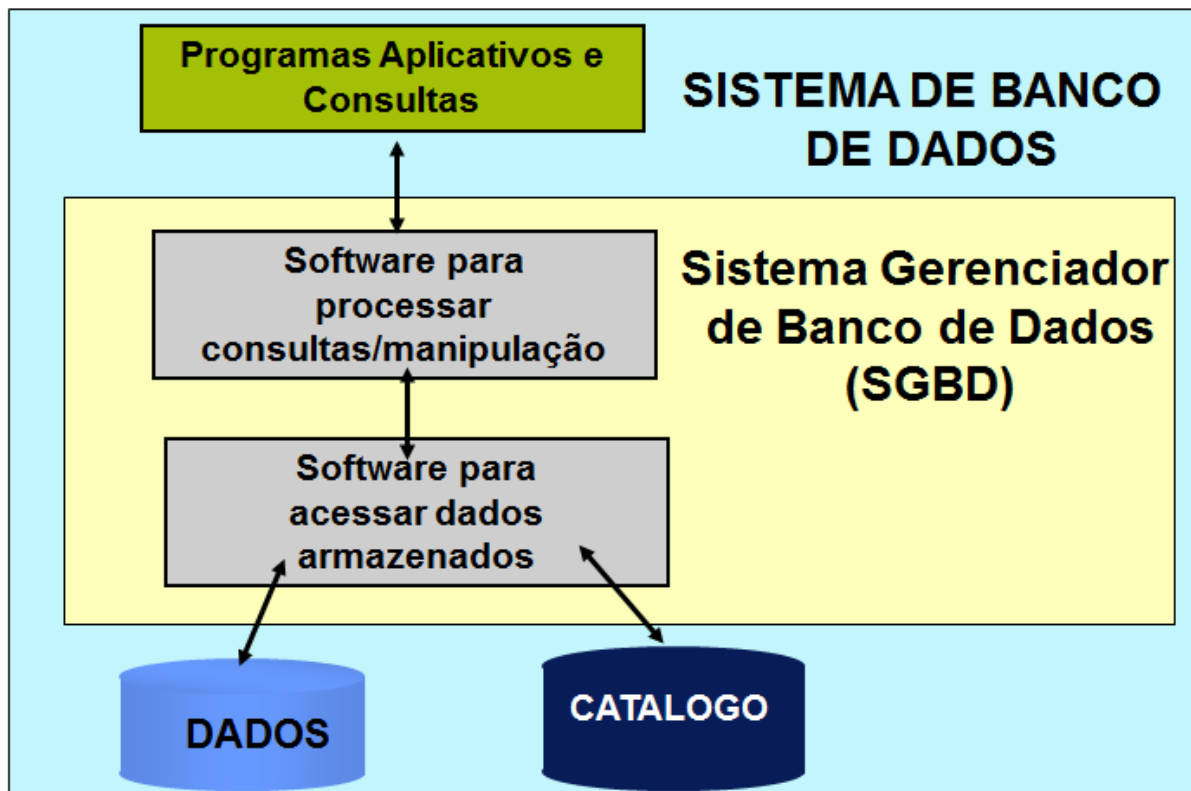 Programas Aplicativos e
Consultas
SISTEMA DE BANCO
DE DADOS
Software para
processar
consultas/manipulação
Sistema Gerenciador
de Banco de Dados
(SGBD)
Software para
acessar dados
armazenados
DADOS
CATALOGO